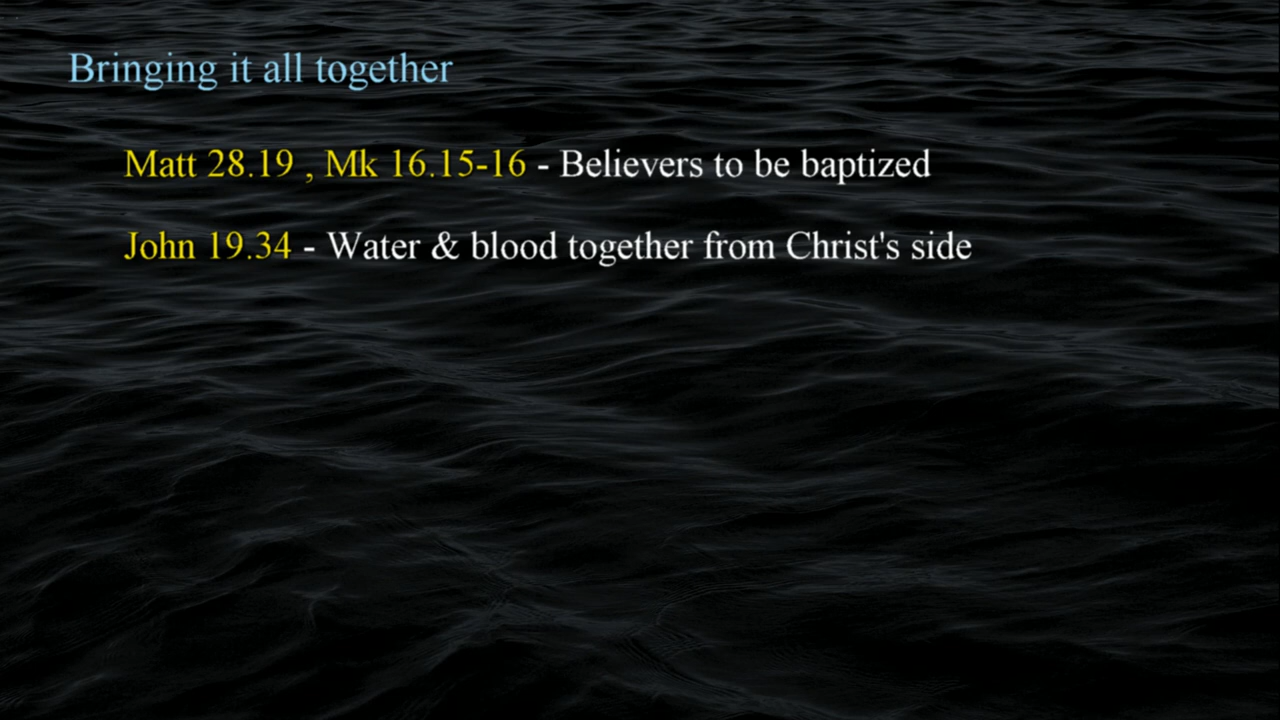 Bringing it all together
Matt 28.19 , Mk 16.15-16 - Believers to be baptized
John 19.34 - Water & blood together from Christ's side